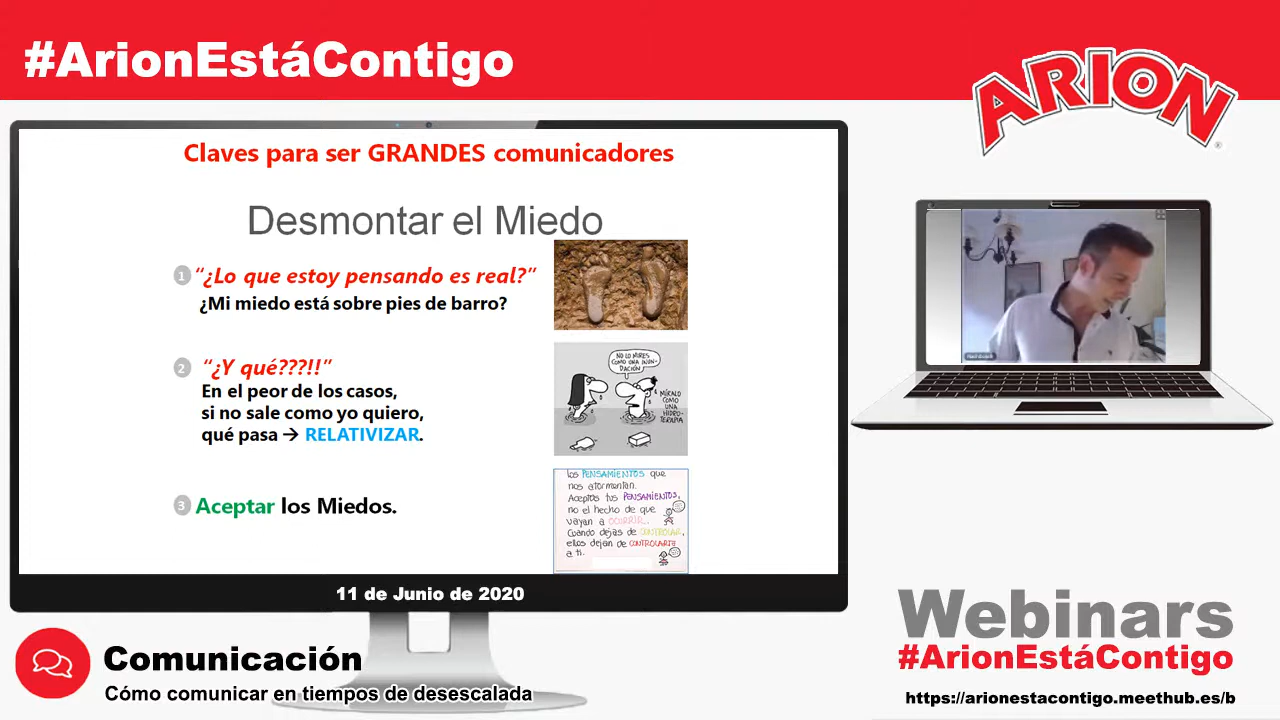 #ArionEstáContigo
ARION
®
Claves para ser GRANDES comunicadores
Desmontar el Miedo
1 “¿Lo que estoy pensando es real?”
¿Mi miedo está sobre pies de barro?
2 “¿Y qué???!!”
En el peor de los casos,
si no sale como yo quiero,
qué pasa → RELATIVIZAR.
NO LO MIRES
COMO UNA INUN-
DACIÓN
MÍRALO
COMO
UNA
HIDRO-
TERAPIA
3 Aceptar los Miedos.
los PENSAMIENTOS que
nos atormentan.
Aceptas tus PENSAMIENTOS,
no el hecho de que
vayan a OCURRIR...
Cuando dejas de CONTROLAR,
ellos dejan de CONTROLARTE
a ti.
11 de Junio de 2020
Comunicación
Cómo comunicar en tiempos de desescalada
Webinars
#ArionEstáContigo
https://arionestacontigo.meethub.es/b